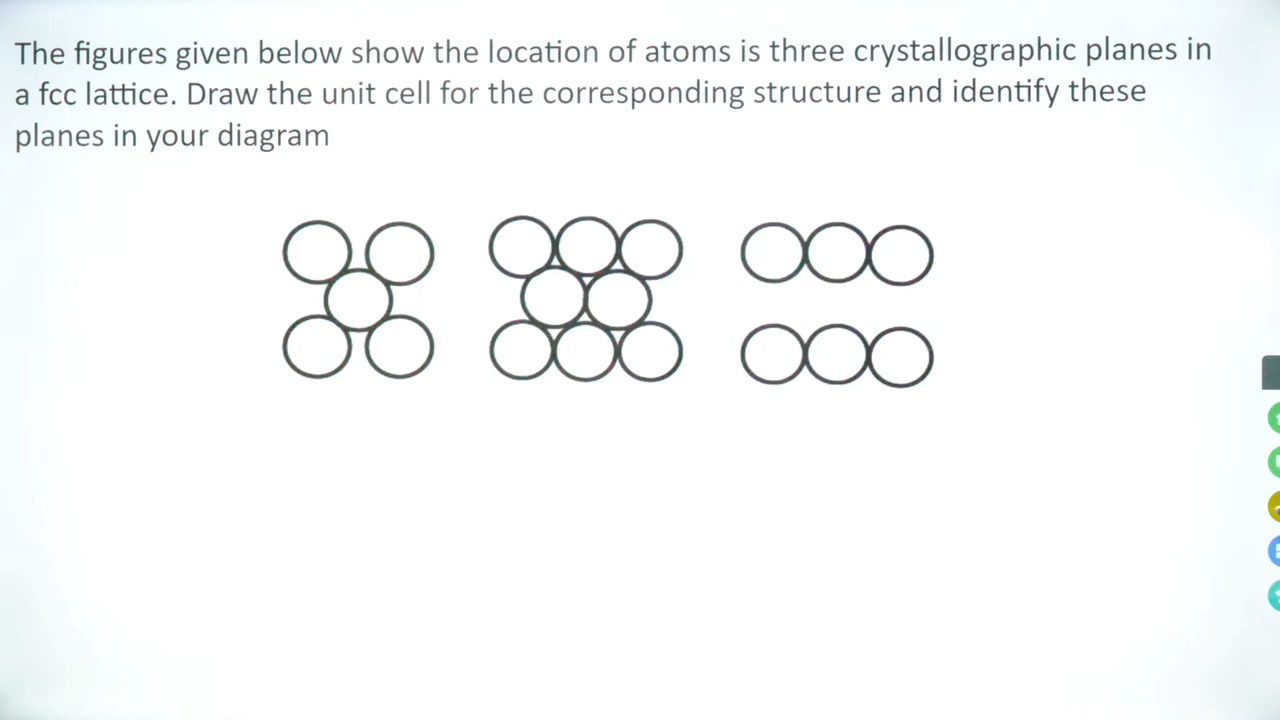 The figures given below show the location of atoms is three crystallographic planes in
a fcc lattice. Draw the unit cell for the corresponding structure and identify these
planes in your diagram